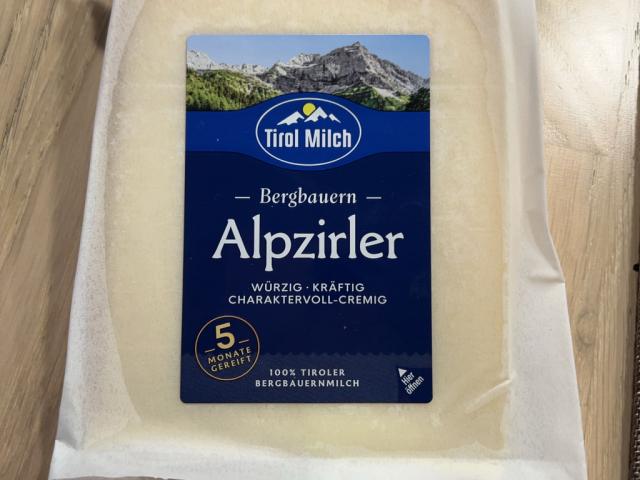 Tirol Milch
— Bergbauern —
Alpzirler
WÜRZIG · KRÄFTIG
CHARAKTERVOLL-CREMIG
5
MONATE
GEREIFT
100% TIROLER
BERGBAUERNMILCH
Hier
öffnen